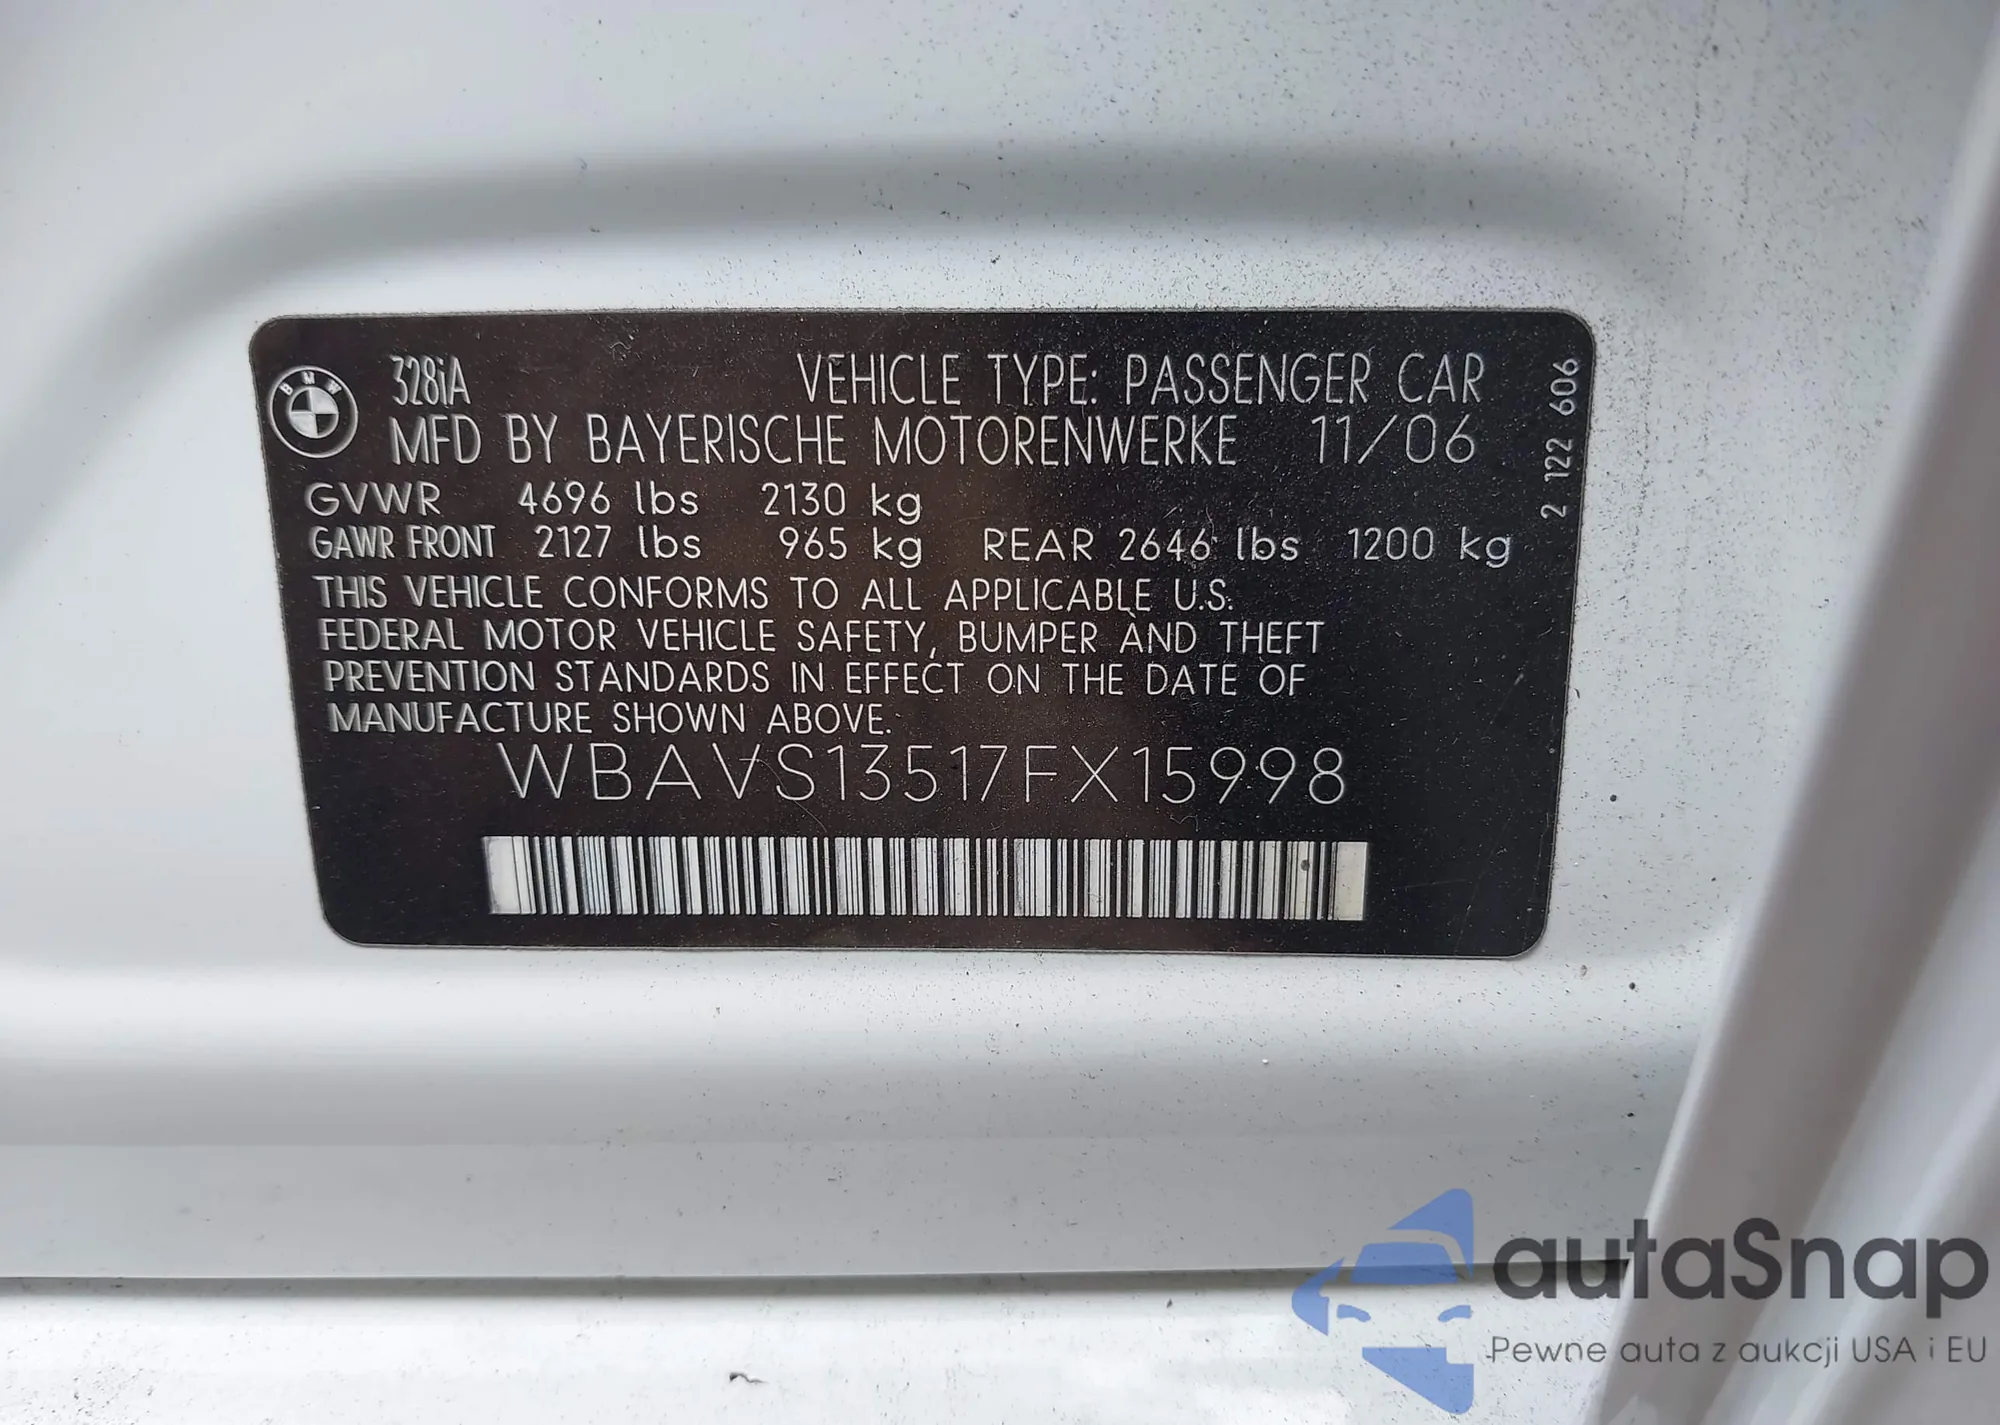 BMW
328iA VEHICLE TYPE: PASSENGER CAR
MFD BY BAYERISCHE MOTORENWERKE 11/06
GVWR 4696 lbs 2130 kg
GAWR FRONT 2127 lbs 965 kg REAR 2646 lbs 1200 kg
THIS VEHICLE CONFORMS TO ALL APPLICABLE U.S.
FEDERAL MOTOR VEHICLE SAFETY, BUMPER AND THEFT
PREVENTION STANDARDS IN EFFECT ON THE DATE OF
MANUFACTURE SHOWN ABOVE.
WBAVS13517FX15998
2 122 606
autaSnap
Pewne auta z aukcji USA i EU